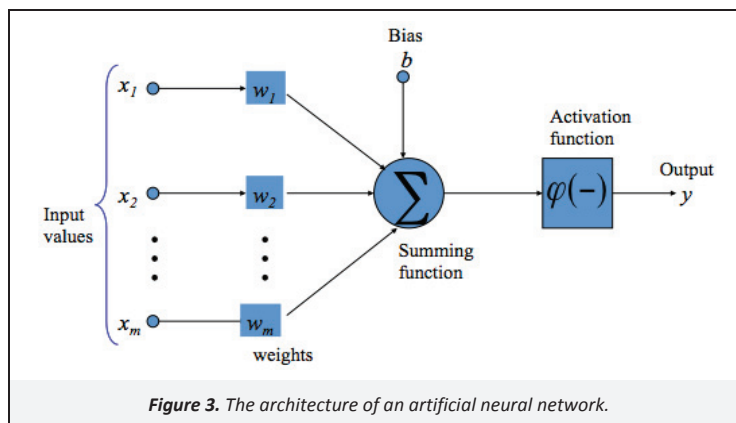 Bias
b
x1
w1
Activation
function
Input
values
x2
w2
∑
φ(−)
Output
y
Summing
function
xm
wm
weights
Figure 3. The architecture of an artificial neural network.